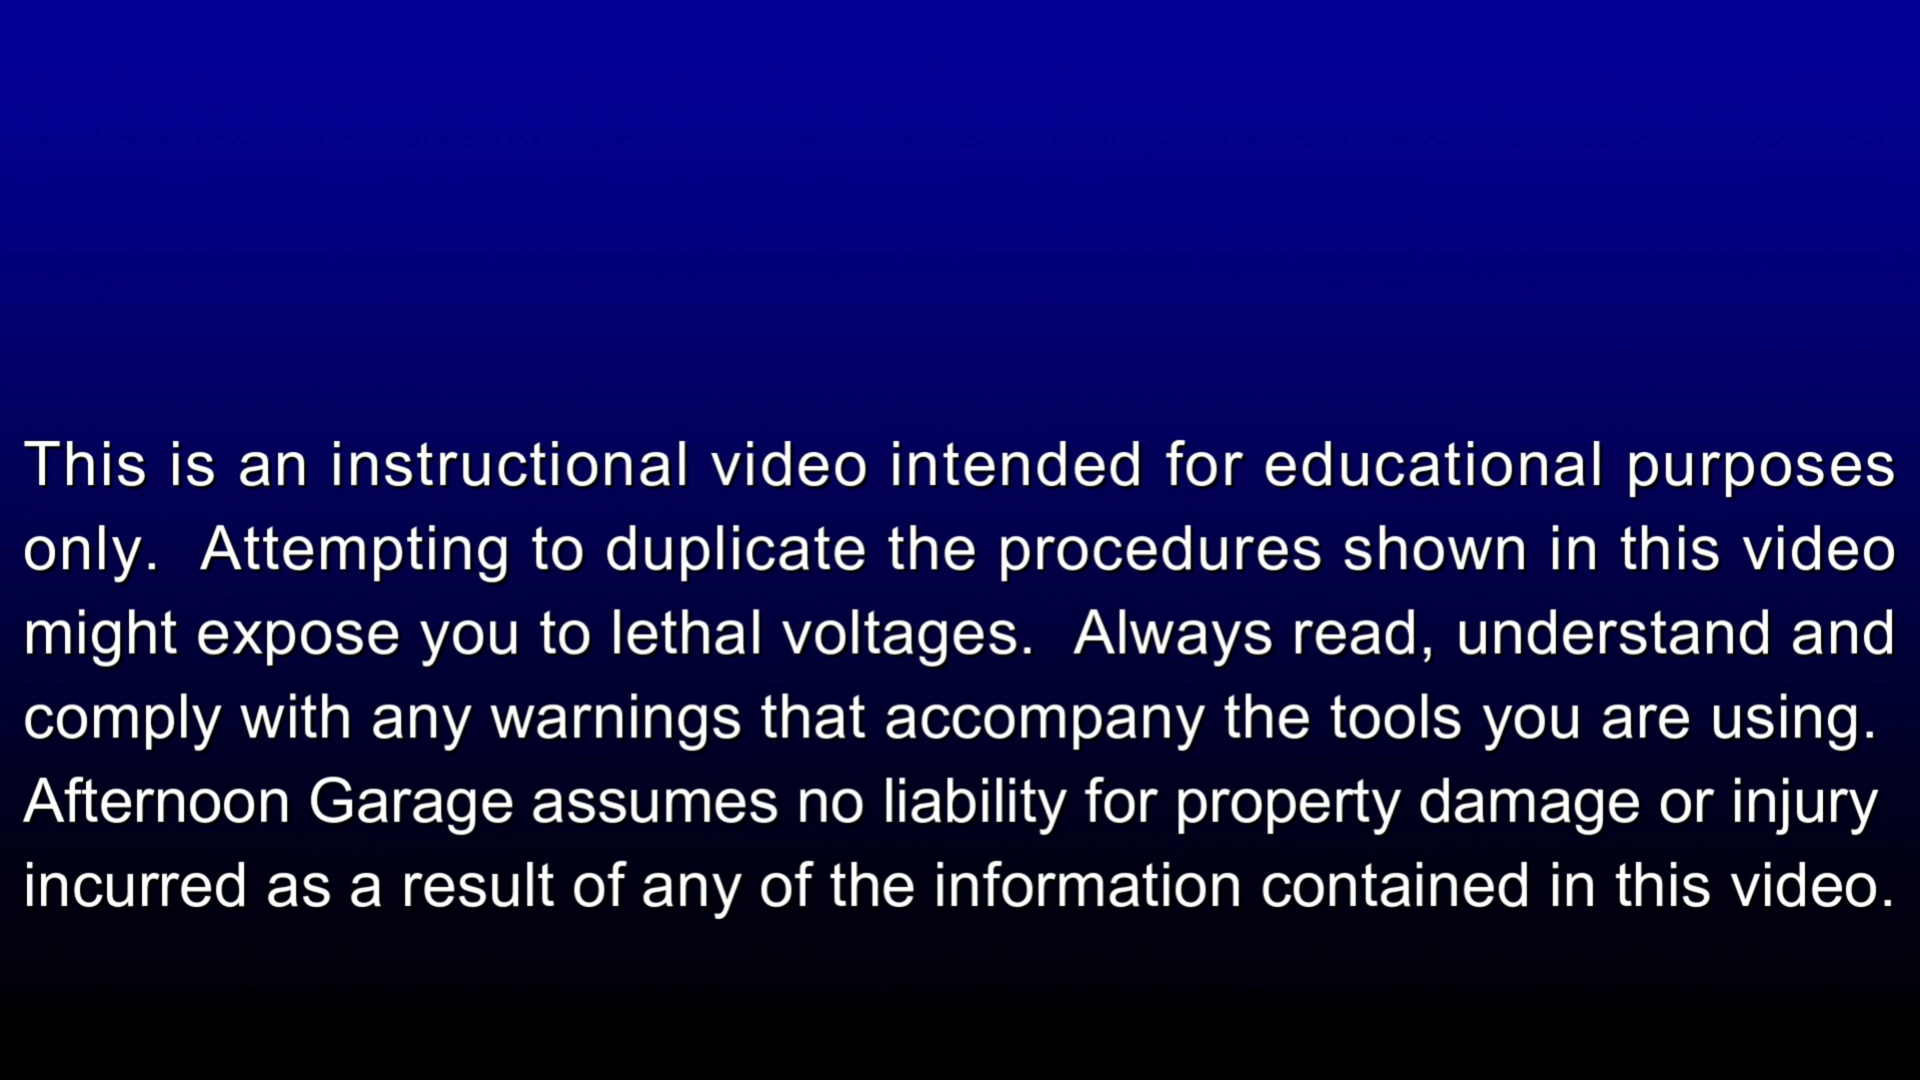 This is an instructional video intended for educational purposes
only.  Attempting to duplicate the procedures shown in this video
might expose you to lethal voltages.  Always read, understand and
comply with any warnings that accompany the tools you are using.
Afternoon Garage assumes no liability for property damage or injury
incurred as a result of any of the information contained in this video.